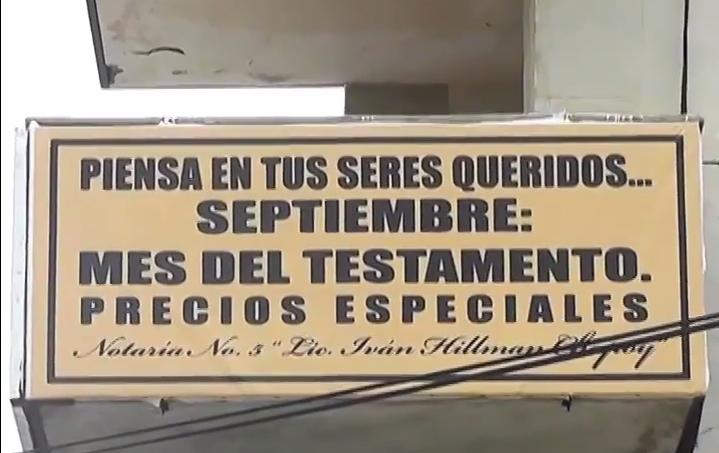 PIENSA EN TUS SERES QUERIDOS...
SEPTIEMBRE:
MES DEL TESTAMENTO.
PRECIOS ESPECIALES
Notaría No. 5 "Lic. Iván Hillman